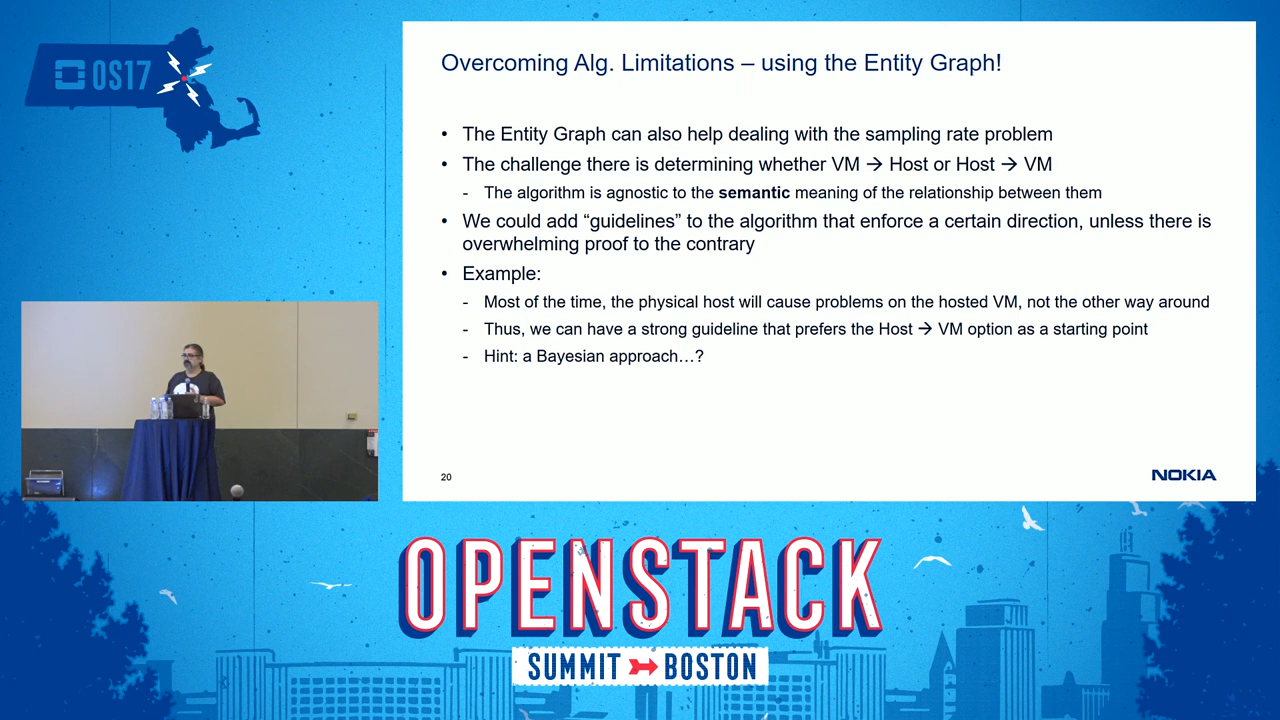 OS17
Overcoming Alg. Limitations – using the Entity Graph!
• The Entity Graph can also help dealing with the sampling rate problem
• The challenge there is determining whether VM → Host or Host → VM
- The algorithm is agnostic to the semantic meaning of the relationship between them
• We could add “guidelines” to the algorithm that enforce a certain direction, unless there is
overwhelming proof to the contrary
• Example:
- Most of the time, the physical host will cause problems on the hosted VM, not the other way around
- Thus, we can have a strong guideline that prefers the Host → VM option as a starting point
- Hint: a Bayesian approach…?
20
NOKIA
OPENSTACK
SUMMIT BOSTON